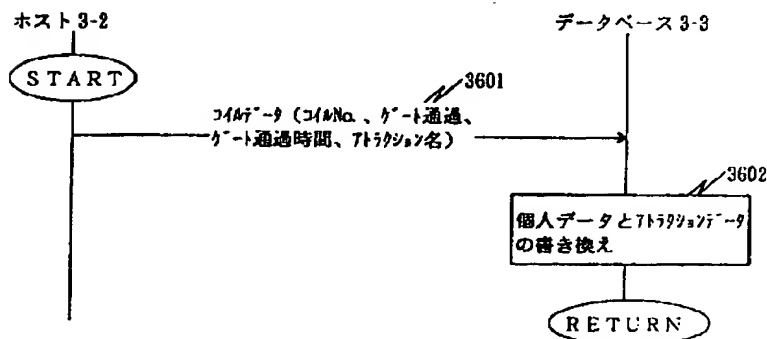 ホスト3-2
データベース3-3
START
3601
コイルデータ(コイルNo.、ゲート通過、
ゲート通過時間、アトラクション名)
3602
個人データとアトラクションデータ
の書き換え
RETURN